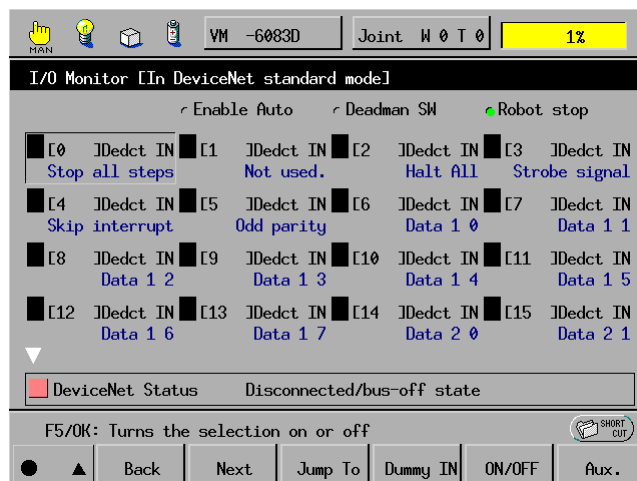 MAN VM -6083D Joint W 0 T 0 1%
I/O Monitor [In DeviceNet standard mode]
Enable Auto Deadman SW Robot stop
[0 ]Dedct IN [1 ]Dedct IN [2 ]Dedct IN [3 ]Dedct IN
Stop all steps Not used. Halt All Strobe signal
[4 ]Dedct IN [5 ]Dedct IN [6 ]Dedct IN [7 ]Dedct IN
Skip interrupt Odd parity Data 1 0 Data 1 1
[8 ]Dedct IN [9 ]Dedct IN [10 ]Dedct IN [11 ]Dedct IN
Data 1 2 Data 1 3 Data 1 4 Data 1 5
[12 ]Dedct IN [13 ]Dedct IN [14 ]Dedct IN [15 ]Dedct IN
Data 1 6 Data 1 7 Data 2 0 Data 2 1
DeviceNet Status Disconnected/bus-off state
F5/OK: Turns the selection on or off SHORT CUT
Back Next Jump To Dummy IN ON/OFF Aux.